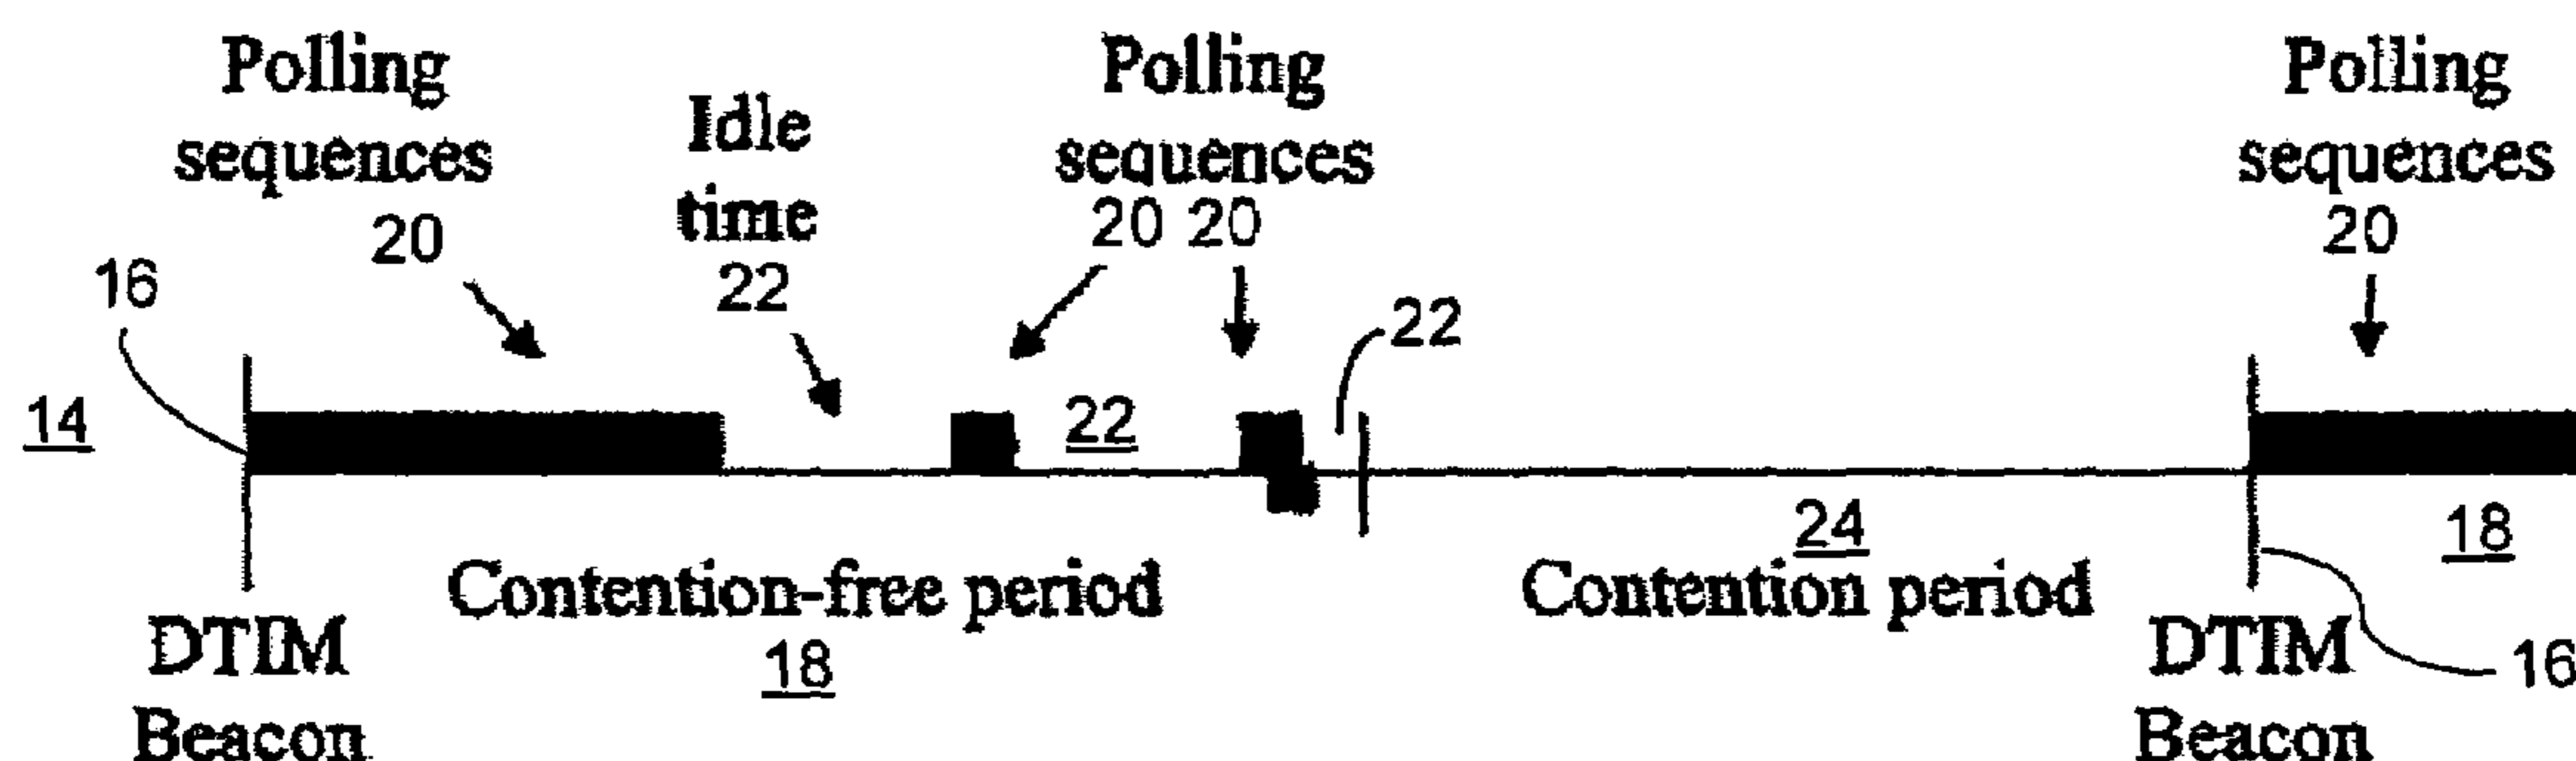 Polling
sequences
20
Idle
time
22
Polling
sequences
20 20
Polling
sequences
20
16
22
14
22
24
18
Contention-free period
18
Contention period
DTIM
Beacon
DTIM
Beacon
16